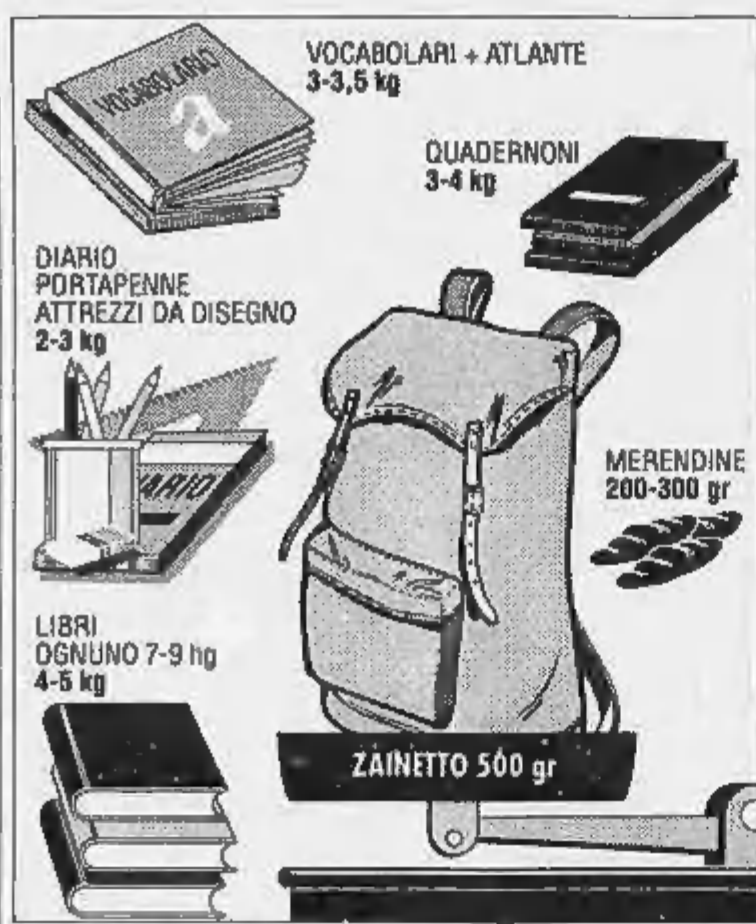 VOCABOLARIO
a
VOCABOLARI + ATLANTE
3-3,5 kg
QUADERNONI
3-4 kg
DIARIO
PORTAPENNE
ATTREZZI DA DISEGNO
2-3 kg
MERENDINE
200-300 gr
LIBRI
OGNUNO 7-9 hg
4-5 kg
ZAINETTO 500 gr